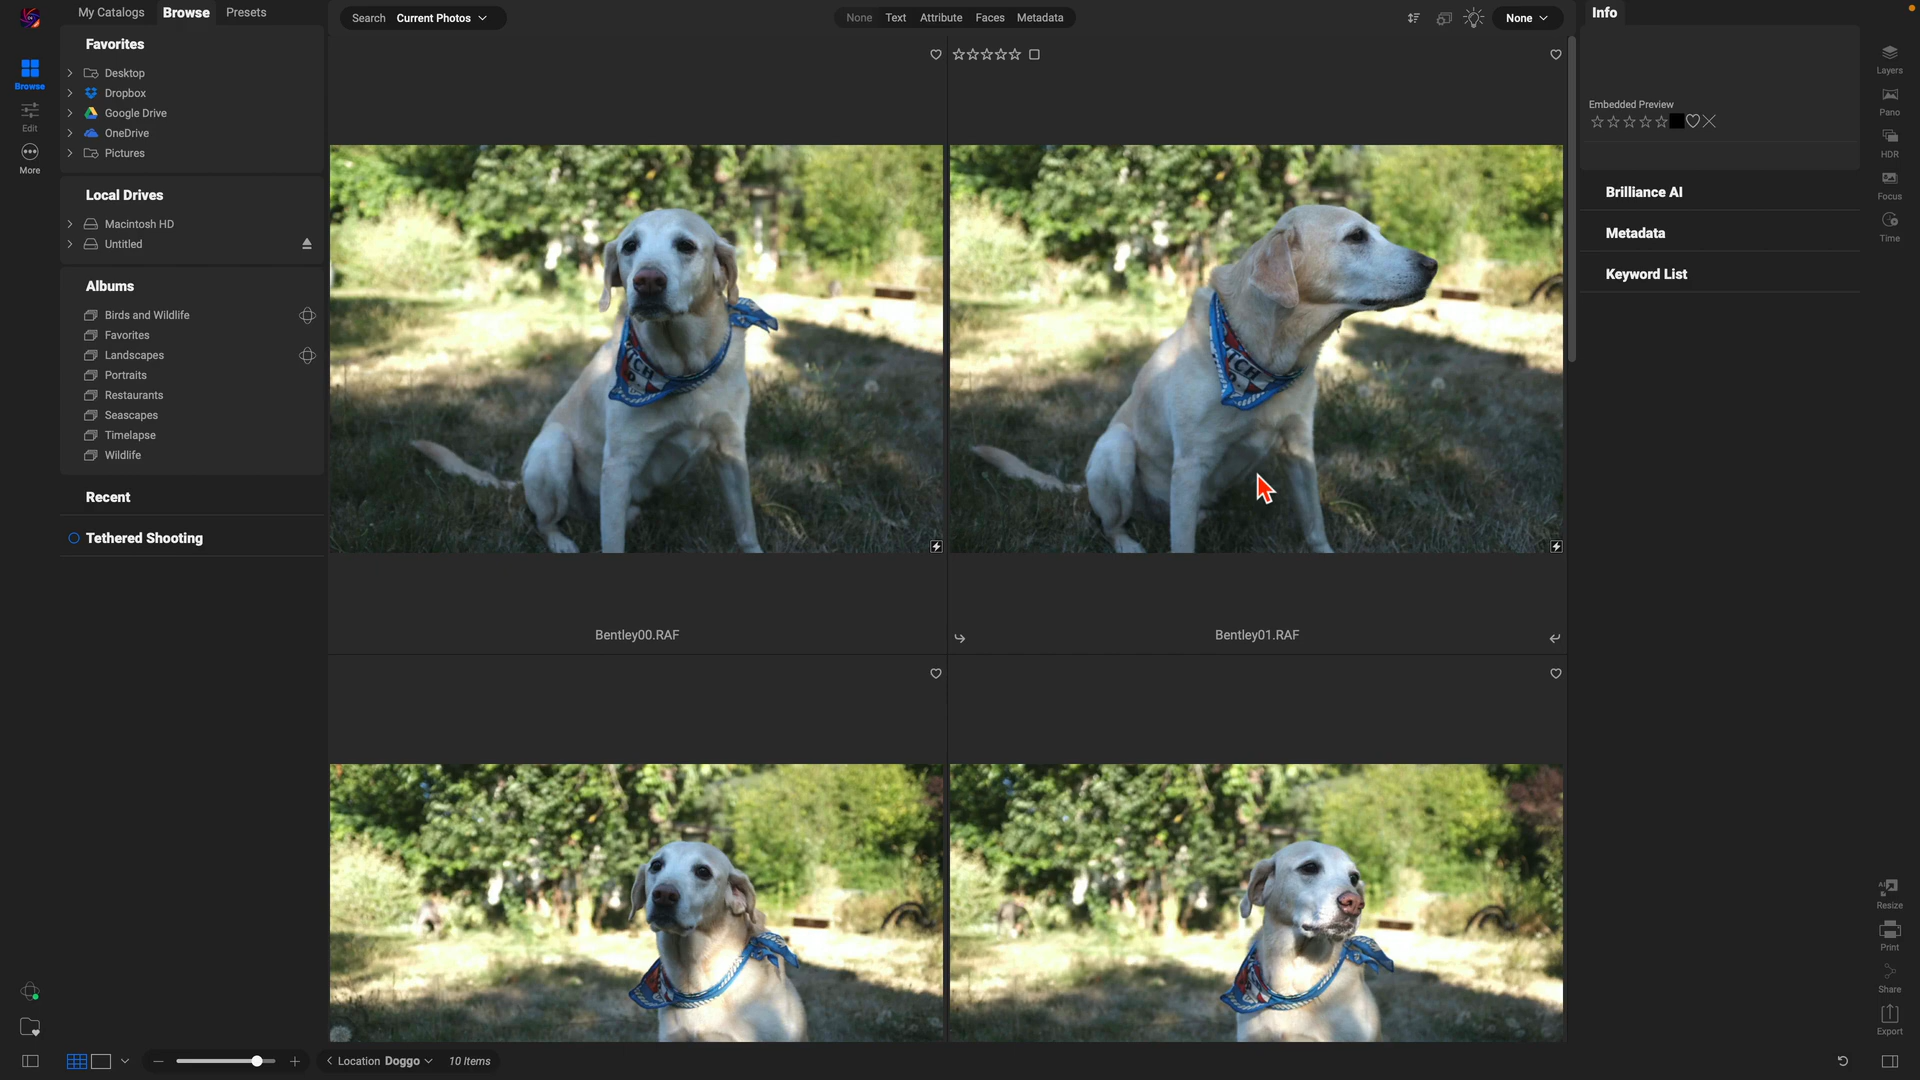 My Catalogs Browse Presets
Search Current Photos
None Text Attribute Faces Metadata
None
Info
Favorites
Desktop
Dropbox
Google Drive
OneDrive
Pictures
Local Drives
Macintosh HD
Untitled
Albums
Birds and Wildlife
Favorites
Landscapes
Portraits
Restaurants
Seascapes
Timelapse
Wildlife
Recent
Tethered Shooting
Browse
Edit
More
Bentley00.RAF
Bentley01.RAF
Embedded Preview
Brilliance AI
Metadata
Keyword List
Layers
Pano
HDR
Focus
Time
AI
Resize
Print
Share
Export
Location Doggo 10 Items